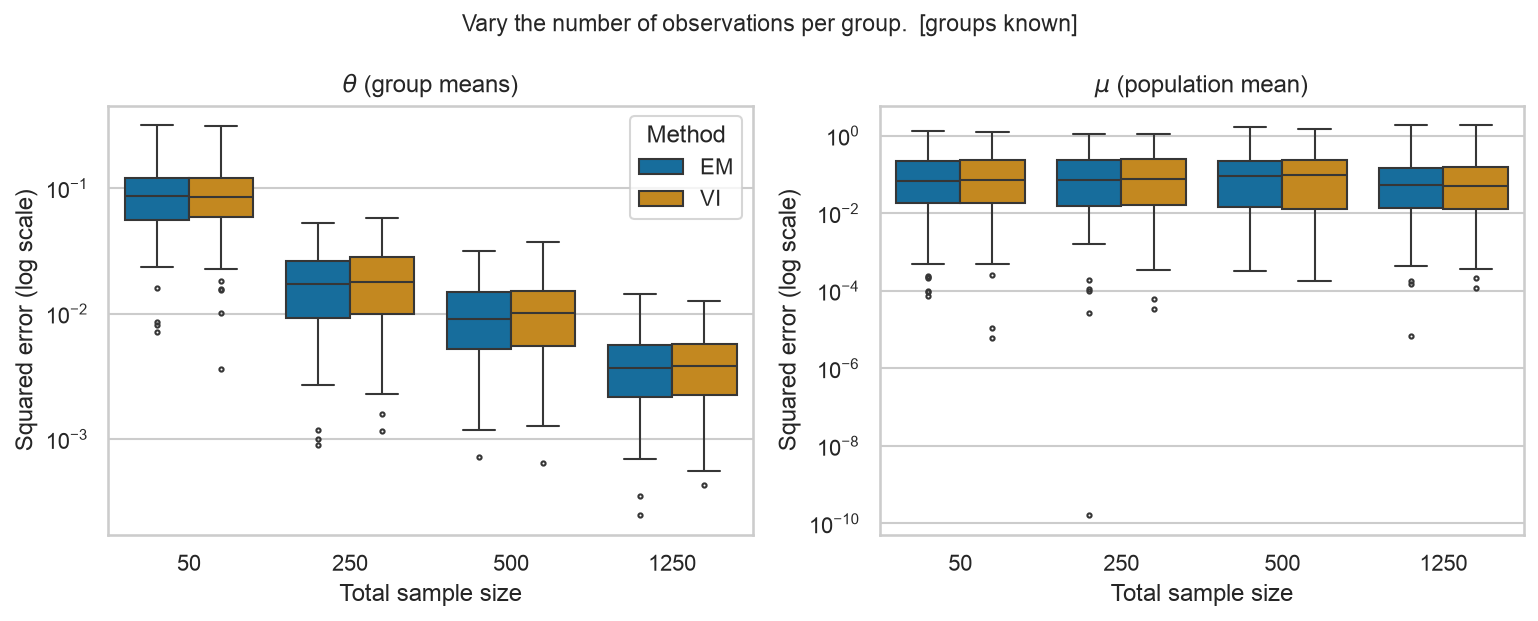 Vary the number of observations per group. [groups known]
θ (group means)
Squared error (log scale)
10⁻¹
10⁻²
10⁻³
Method
EM
VI
50
250
500
1250
Total sample size
μ (population mean)
Squared error (log scale)
10⁰
10⁻²
10⁻⁴
10⁻⁶
10⁻⁸
10⁻¹⁰
50
250
500
1250
Total sample size